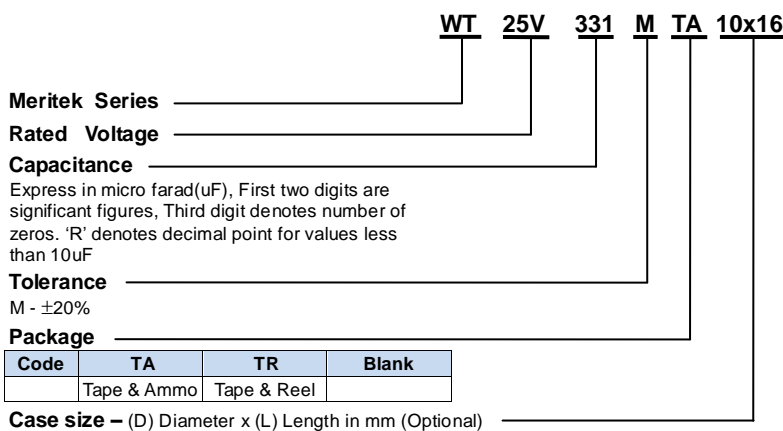 WT 25V 331 M TA 10x16
Meritek Series
Rated Voltage
Capacitance
Express in micro farad(uF), First two digits are
significant figures, Third digit denotes number of
zeros. 'R' denotes decimal point for values less
than 10uF
Tolerance
M - ±20%
Package
Code TA TR Blank
Tape & Ammo Tape & Reel
Case size – (D) Diameter x (L) Length in mm (Optional)